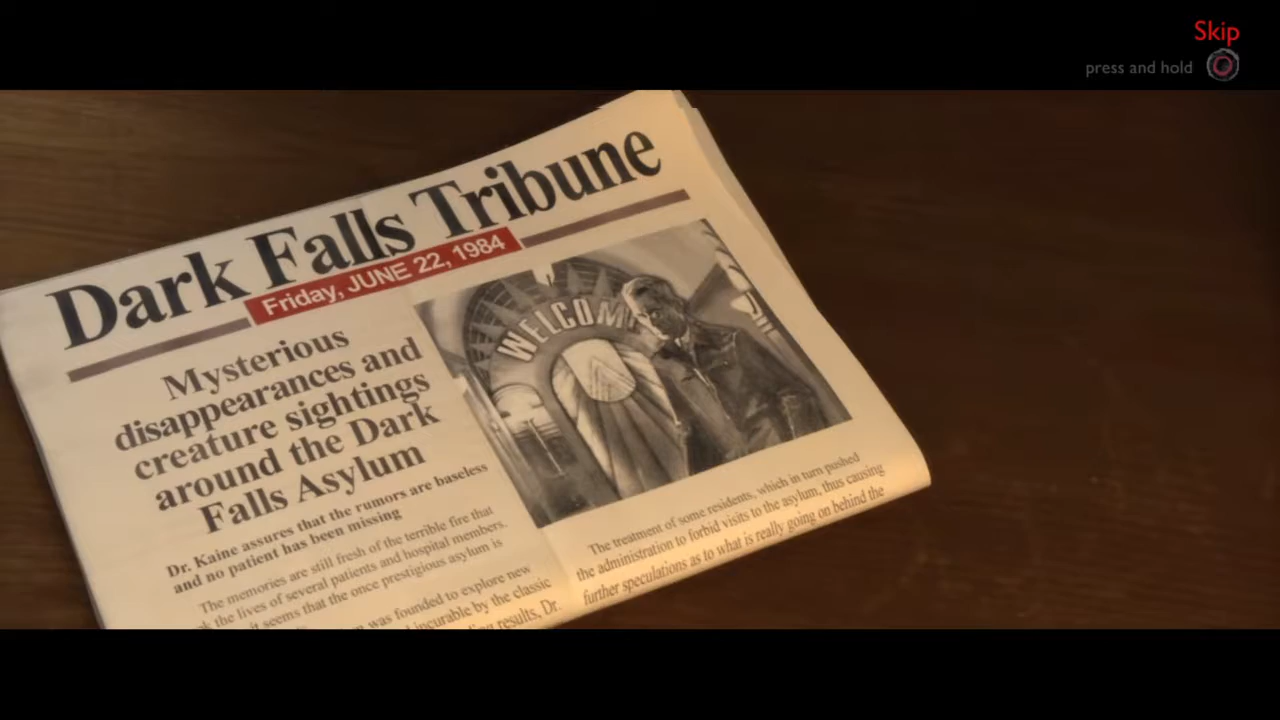 Skip
press and hold
Dark Falls Tribune
Friday, JUNE 22, 1984
Mysterious
disappearances and
creature sightings
around the Dark
Falls Asylum
Dr. Kaine assures that the rumors are baseless
and no patient has been missing
The memories are still fresh of the terrible fire that
the lives of several patients and hospital members.
it seems that the once prestigious asylum is
was founded to explore new
incurable by the classic
results, Dr.
WELCOM
The treatment of some residents, which in turn pushed
the administration to forbid visits to the asylum, thus causing
further speculations as to what is really going on behind the